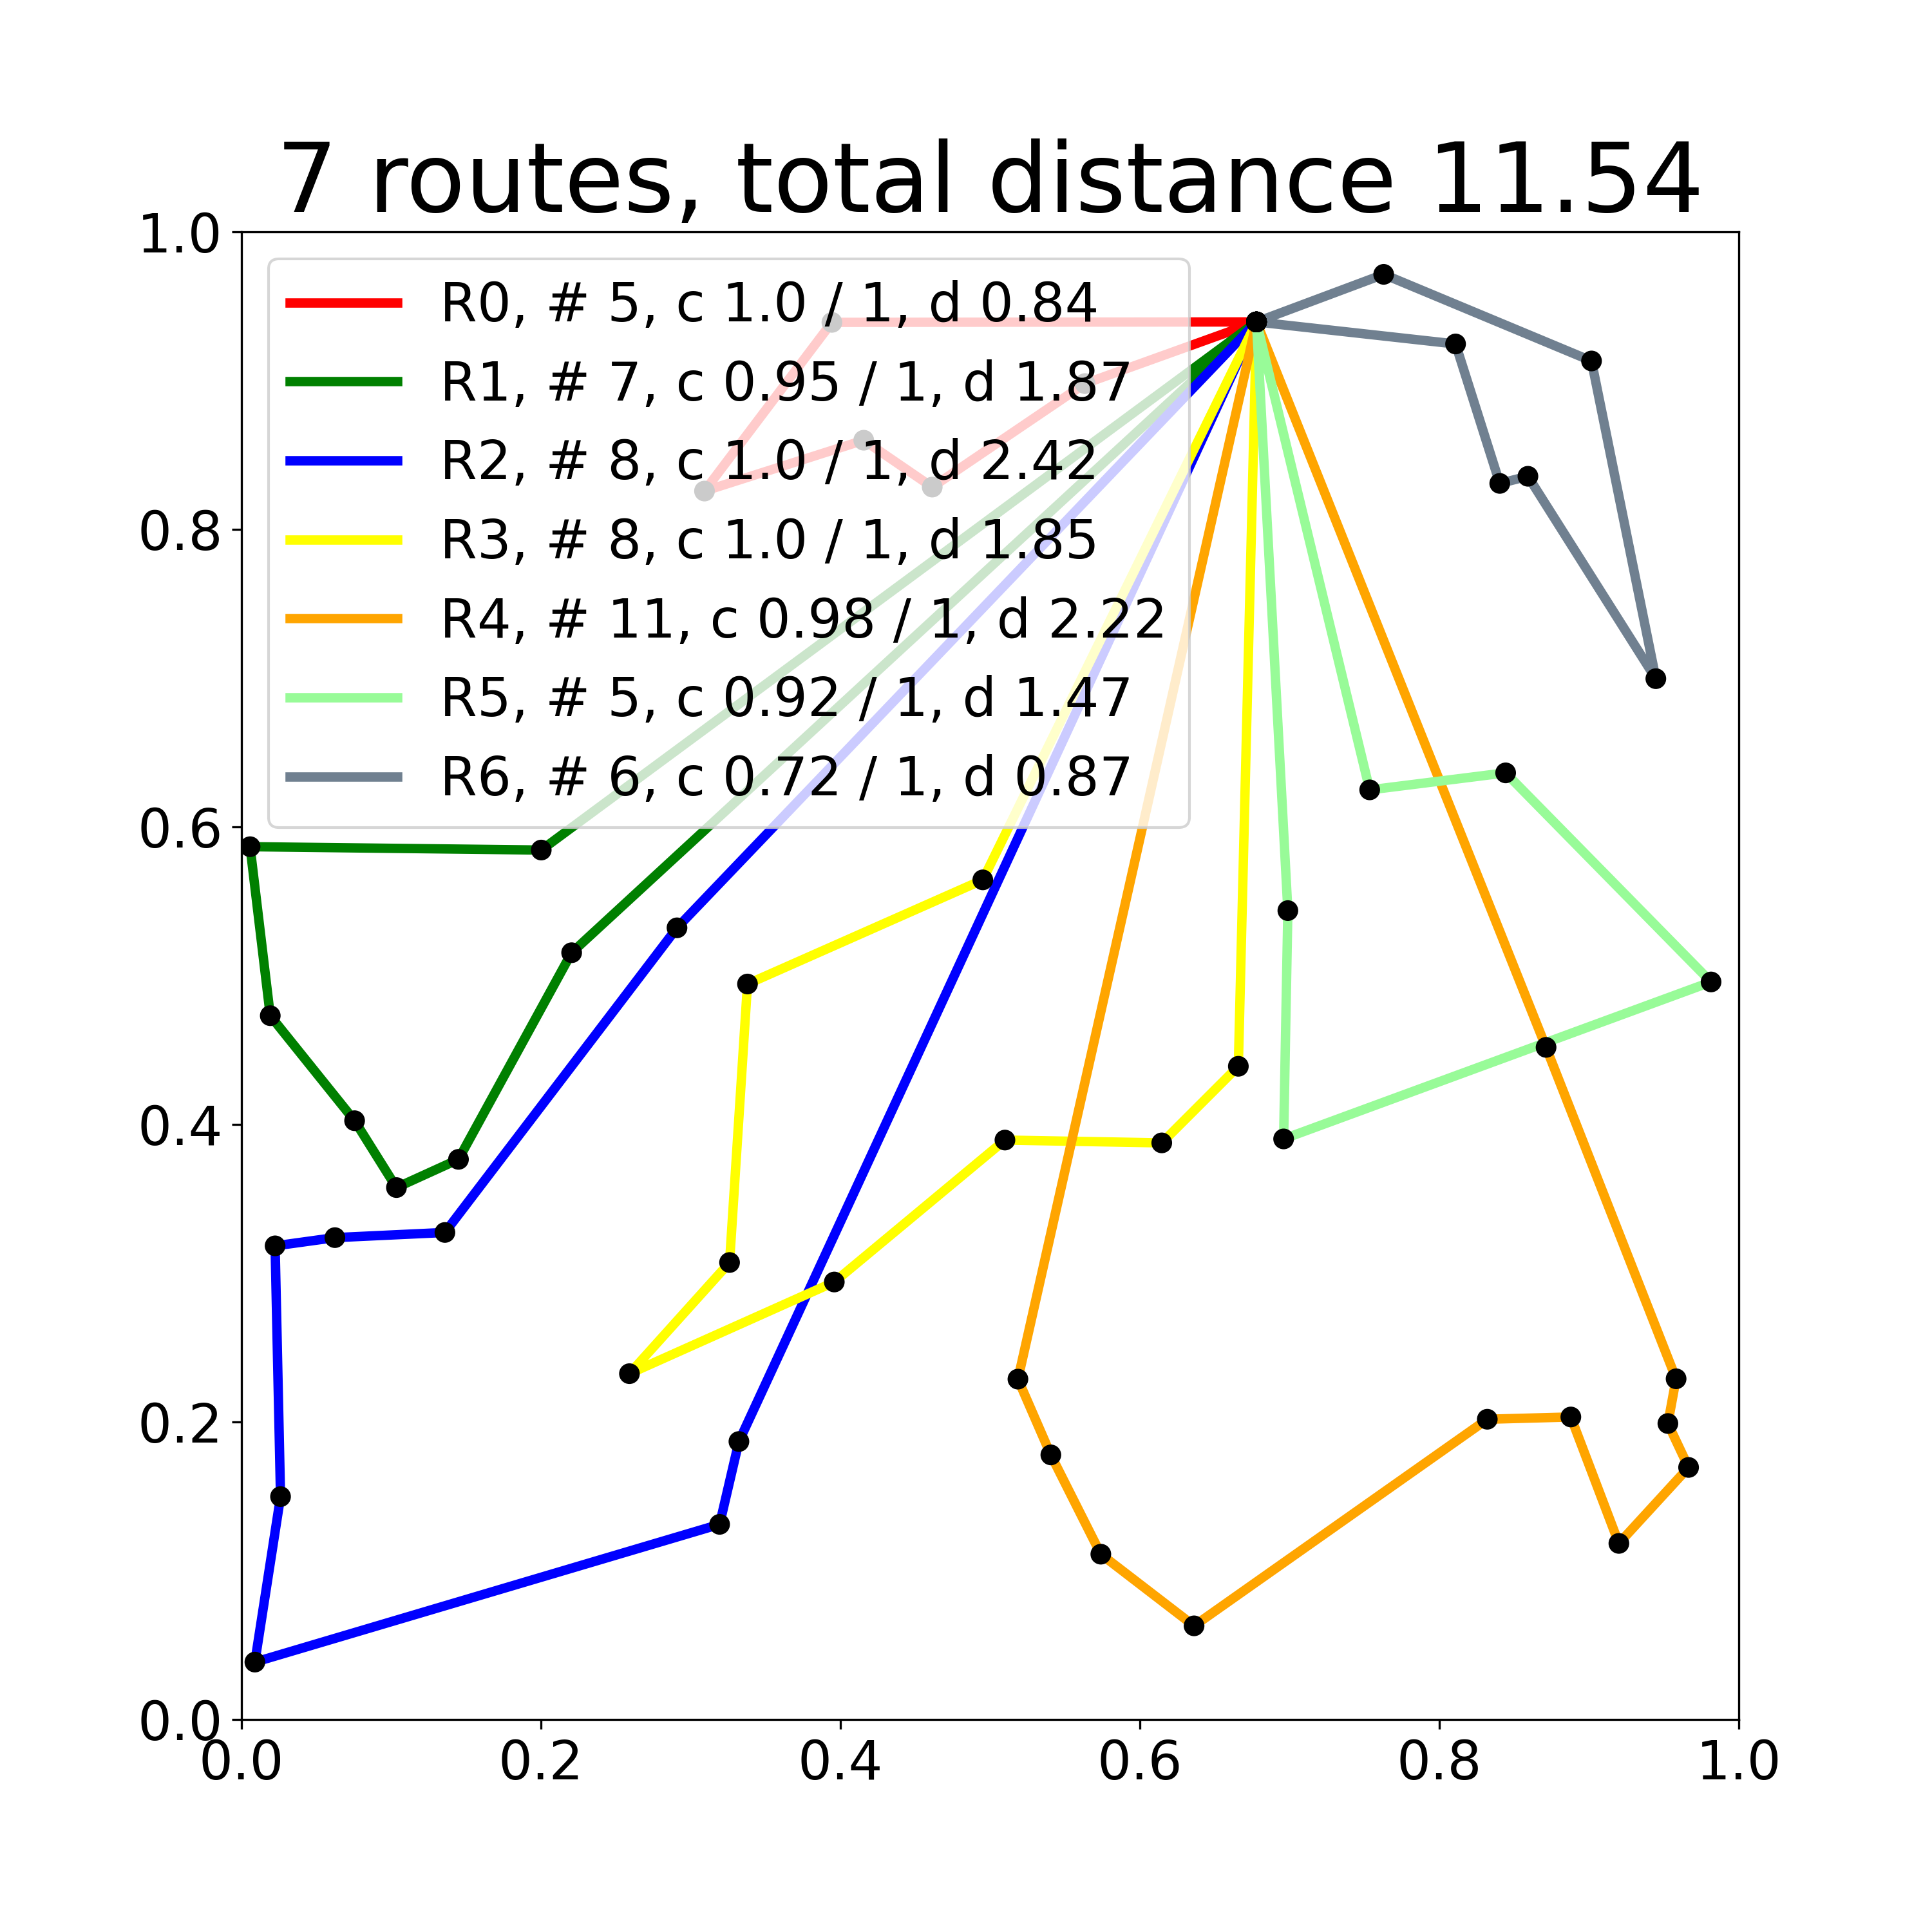 7 routes, total distance 11.54
1.0
0.8
0.6
0.4
0.2
0.0
R0, # 5, c 1.0 / 1, d 0.84
R1, # 7, c 0.95 / 1, d 1.87
R2, # 8, c 1.0 / 1, d 2.42
R3, # 8, c 1.0 / 1, d 1.85
R4, # 11, c 0.98 / 1, d 2.22
R5, # 5, c 0.92 / 1, d 1.47
R6, # 6, c 0.72 / 1, d 0.87
0.0 0.2 0.4 0.6 0.8 1.0